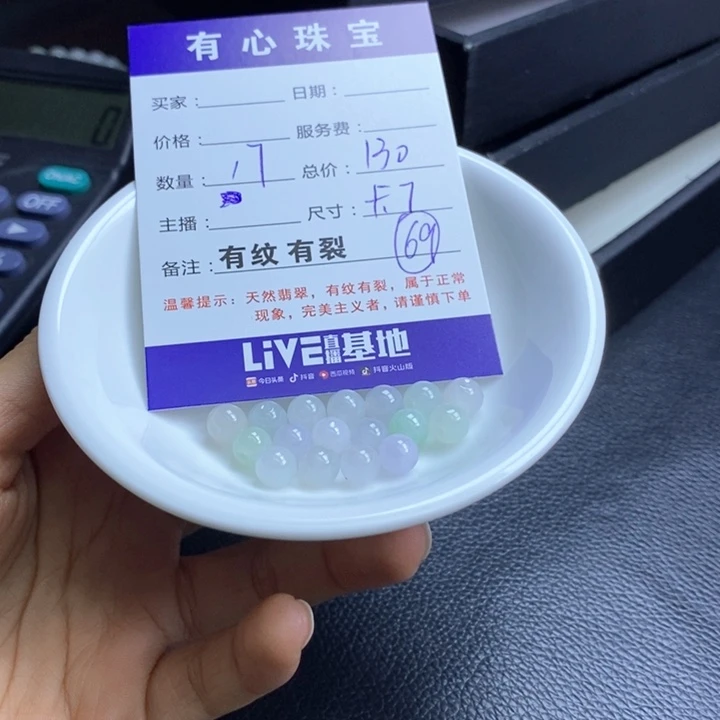 有心珠宝
买家：
日期：
价格：
服务费：
数量：17
总价：130
主播：
尺寸：卡7
69
备注：有纹 有裂
温馨提示：天然翡翠，有纹有裂，属于正常
现象，完美主义者，请谨慎下单
LiVE直播基地
今日头条 抖音 西瓜视频 抖音火山版
OFF
0